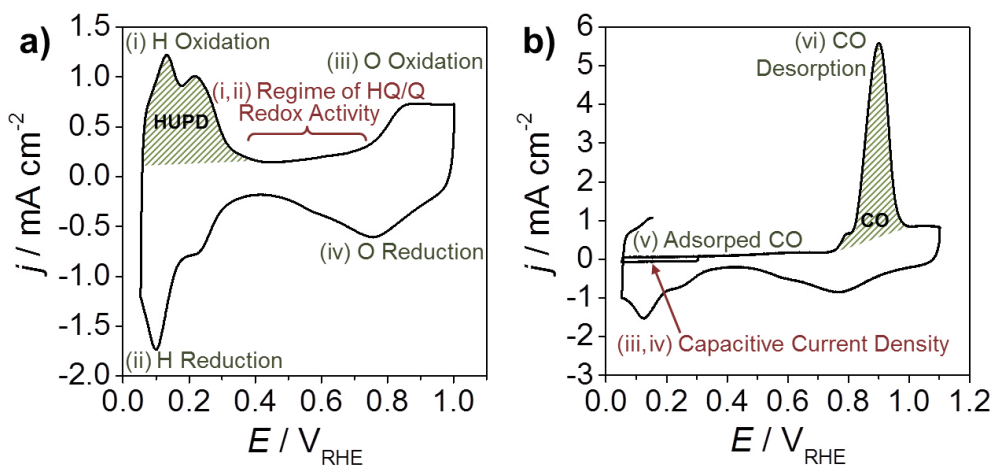 a)
(i) H Oxidation
(iii) O Oxidation
(i,ii) Regime of HQ/Q
Redox Activity
HUPD
(iv) O Reduction
(ii) H Reduction
1.5
1.0
0.5
0.0
-0.5
-1.0
-1.5
-2.0
j / mA cm-2
0.0 0.2 0.4 0.6 0.8 1.0
E / VRHE
b)
(vi) CO
Desorption
CO
(v) Adsorped CO
(iii,iv) Capacitive Current Density
6
5
4
3
2
1
0
-1
-2
-3
j / mA cm-2
0.0 0.2 0.4 0.6 0.8 1.0 1.2
E / VRHE